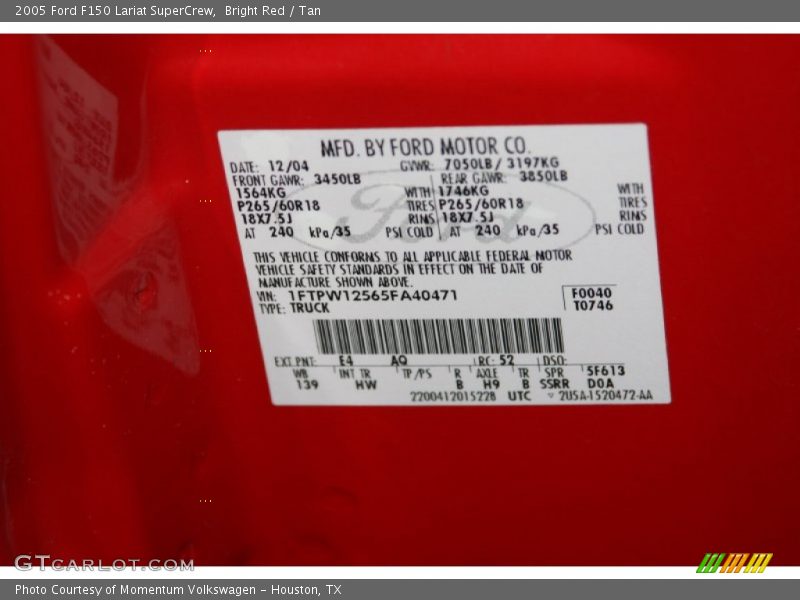 2005 Ford F150 Lariat SuperCrew, Bright Red / Tan
MFD. BY FORD MOTOR CO.
DATE: 12/04 GVWR: 7050LB / 3197KG
FRONT GAWR: 3450LB REAR GAWR: 3850LB
1564KG WITH 1746KG WITH
P265/60R18 TIRES P265/60R18 TIRES
18X7.5J RIMS 18X7.5J RIMS
AT 240 kPa/35 PSI COLD AT 240 kPa/35 PSI COLD
THIS VEHICLE CONFORMS TO ALL APPLICABLE FEDERAL MOTOR
VEHICLE SAFETY STANDARDS IN EFFECT ON THE DATE OF
MANUFACTURE SHOWN ABOVE.
VIN: 1FTPW12565FA40471 F0040
TYPE: TRUCK T0746
EXT PNT: E4 AQ RC: 52 DSO:
WB INT TR TP/PS R AXLE TR SPR 5F613
139 HW B H9 B SSRR D0A
2200412015228 UTC ▽ 2U5A-1520472-AA
Ford
GTCARLOT.COM
Photo Courtesy of Momentum Volkswagen - Houston, TX